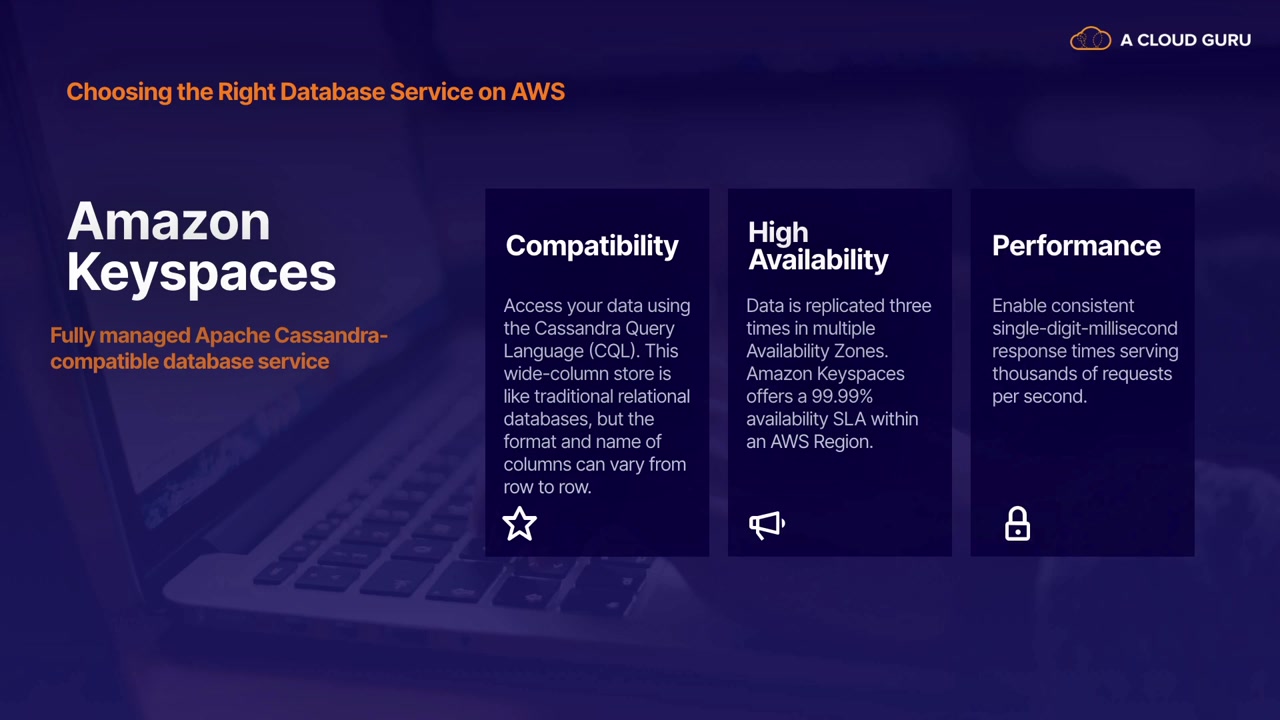 A CLOUD GURU
Choosing the Right Database Service on AWS
Amazon
Keyspaces
Fully managed Apache Cassandra-
compatible database service
Compatibility
Access your data using
the Cassandra Query
Language (CQL). This
wide-column store is
like traditional relational
databases, but the
format and name of
columns can vary from
row to row.
High
Availability
Data is replicated three
times in multiple
Availability Zones.
Amazon Keyspaces
offers a 99.99%
availability SLA within
an AWS Region.
Performance
Enable consistent
single-digit-millisecond
response times serving
thousands of requests
per second.